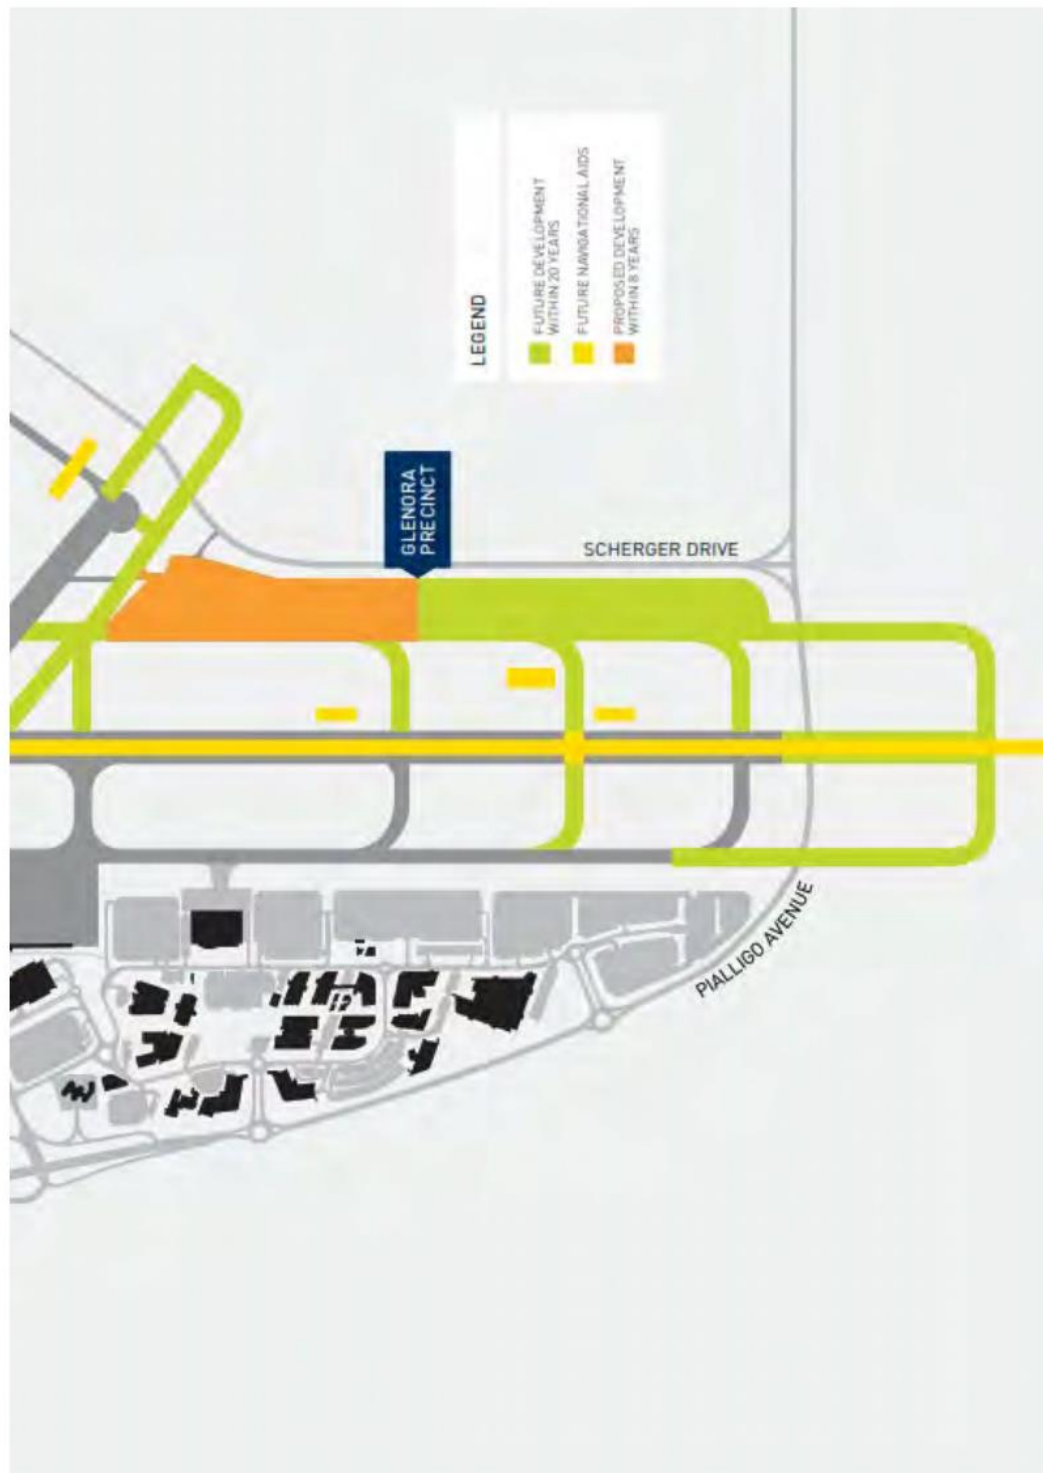 LEGEND
FUTURE DEVELOPMENT
WITHIN 20 YEARS
FUTURE NAVIGATIONAL AIDS
PROPOSED DEVELOPMENT
WITHIN 8 YEARS
GLENORA
PRECINCT
SCHERGER DRIVE
PIALLIGO AVENUE